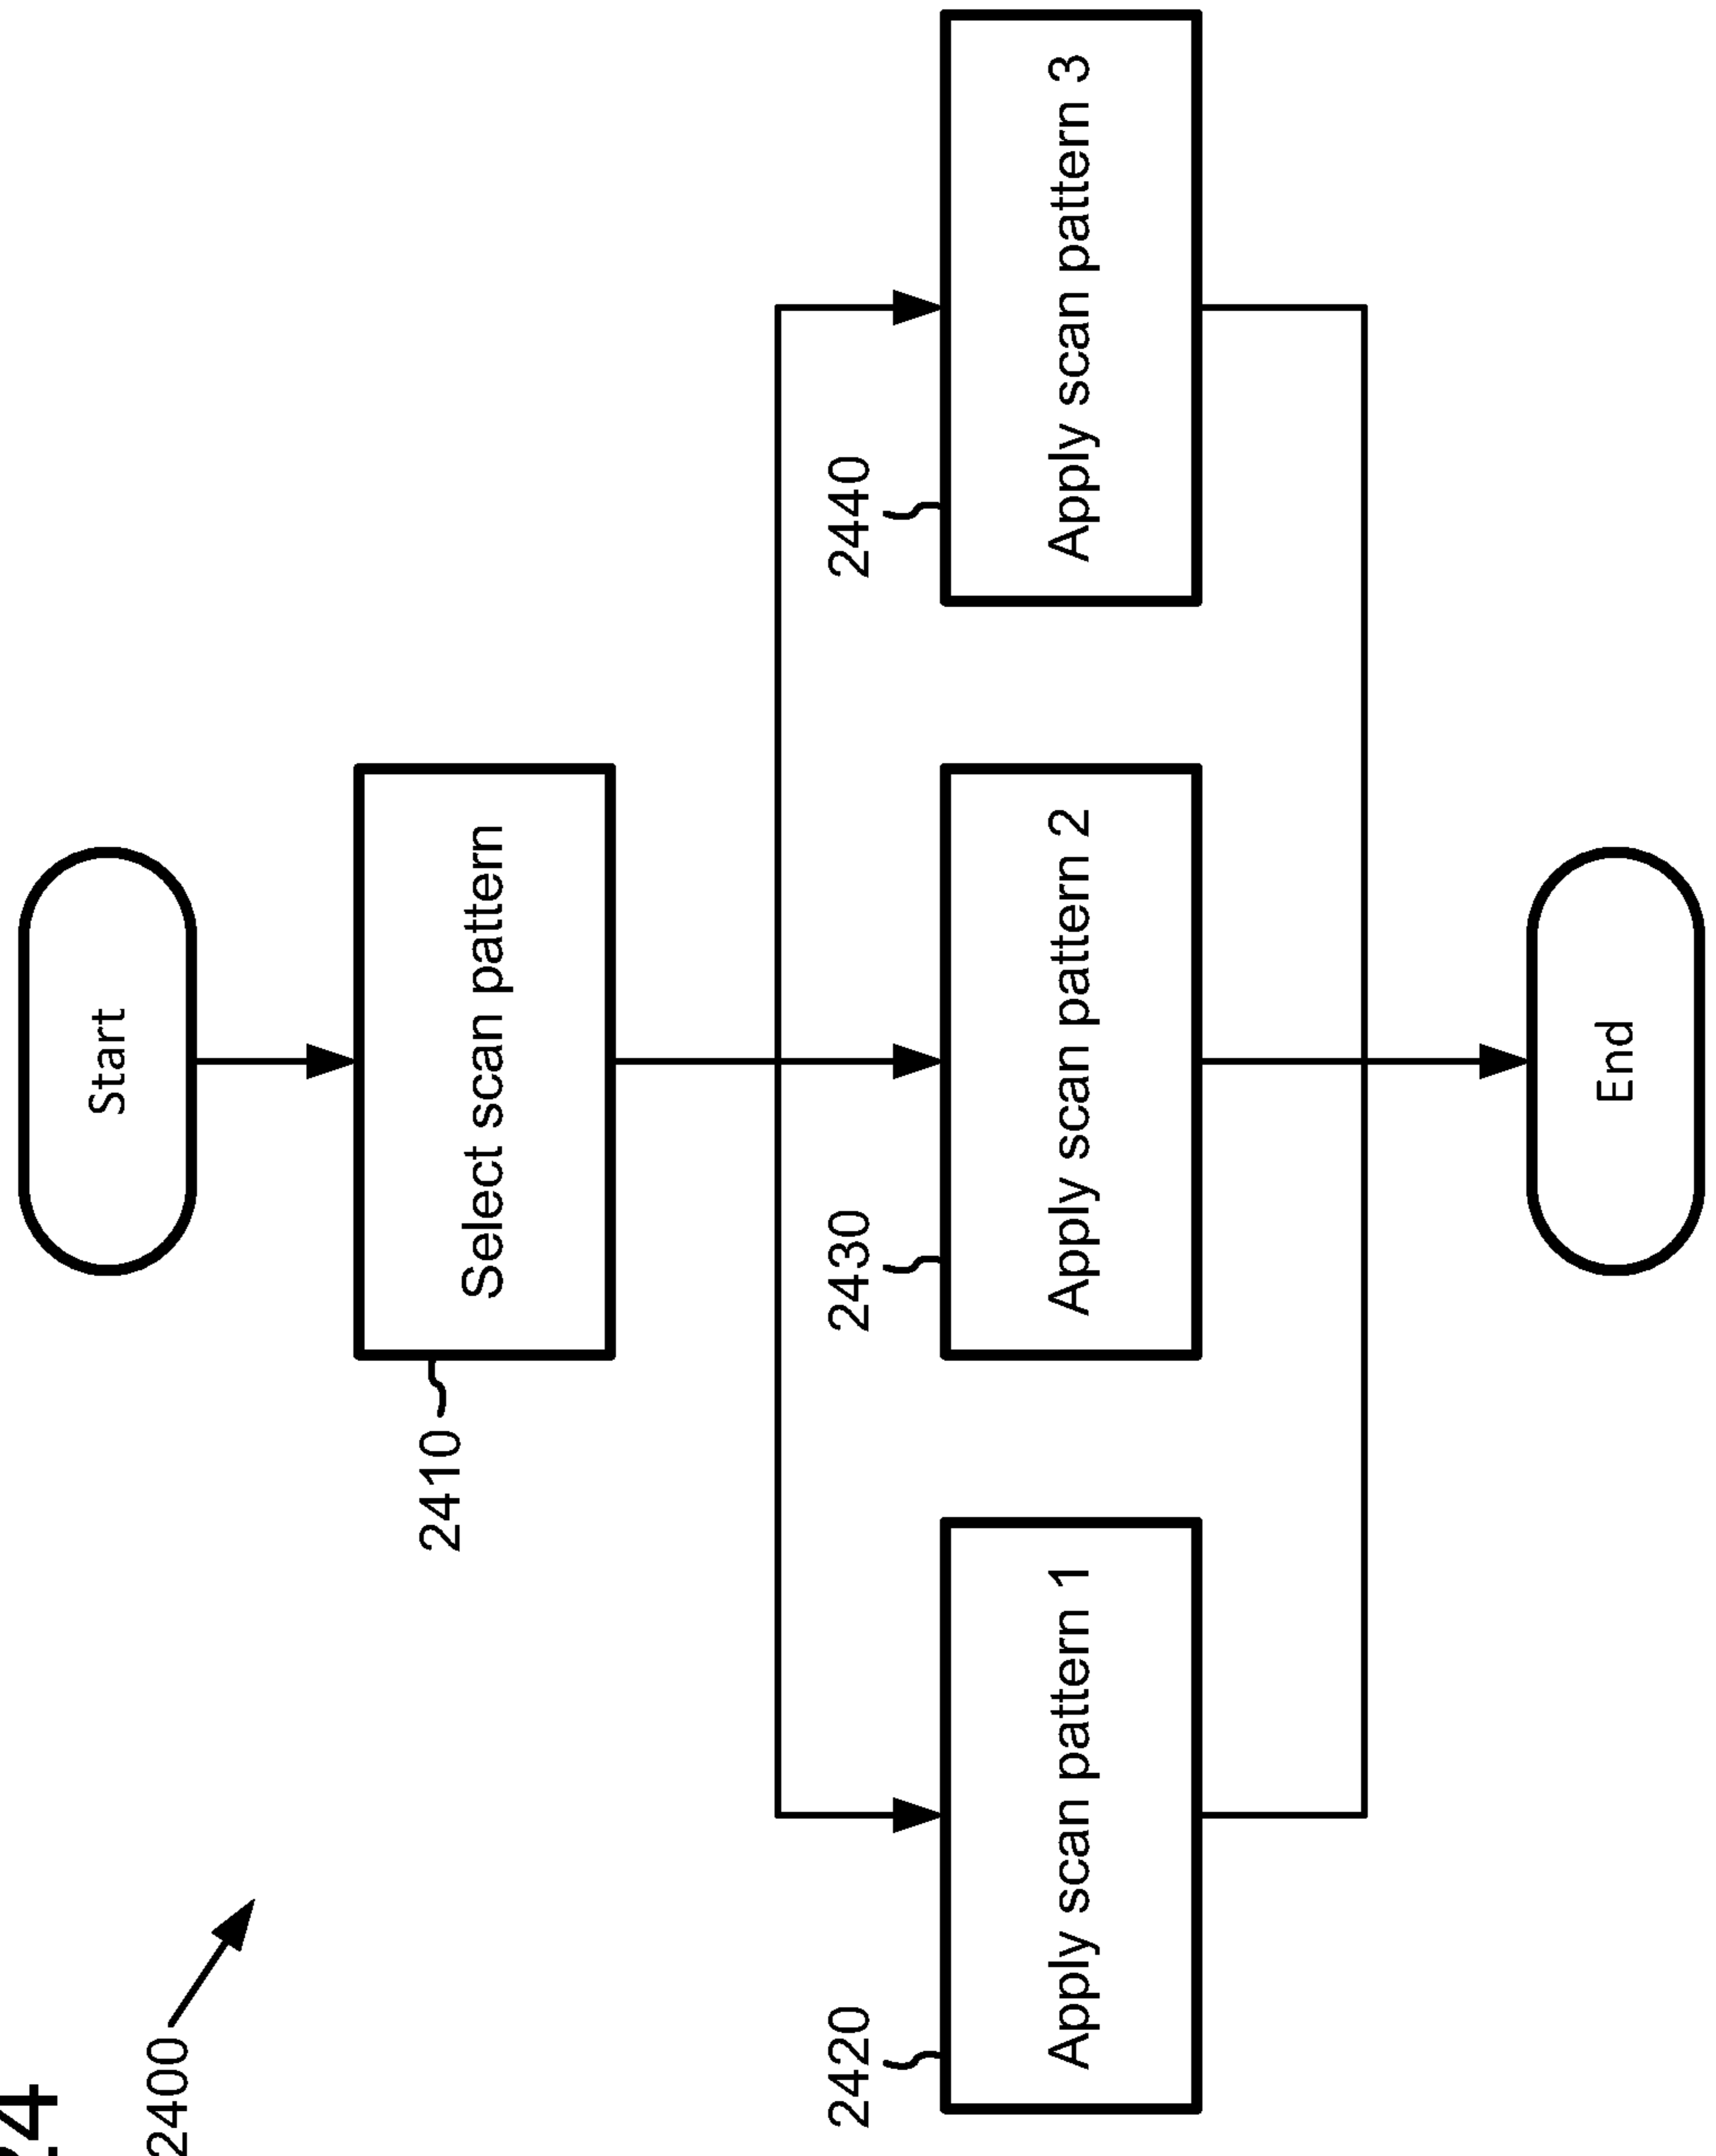 24
2400
Start
2410
Select scan pattern
2420
2430
2440
Apply scan pattern 1
Apply scan pattern 2
Apply scan pattern 3
End